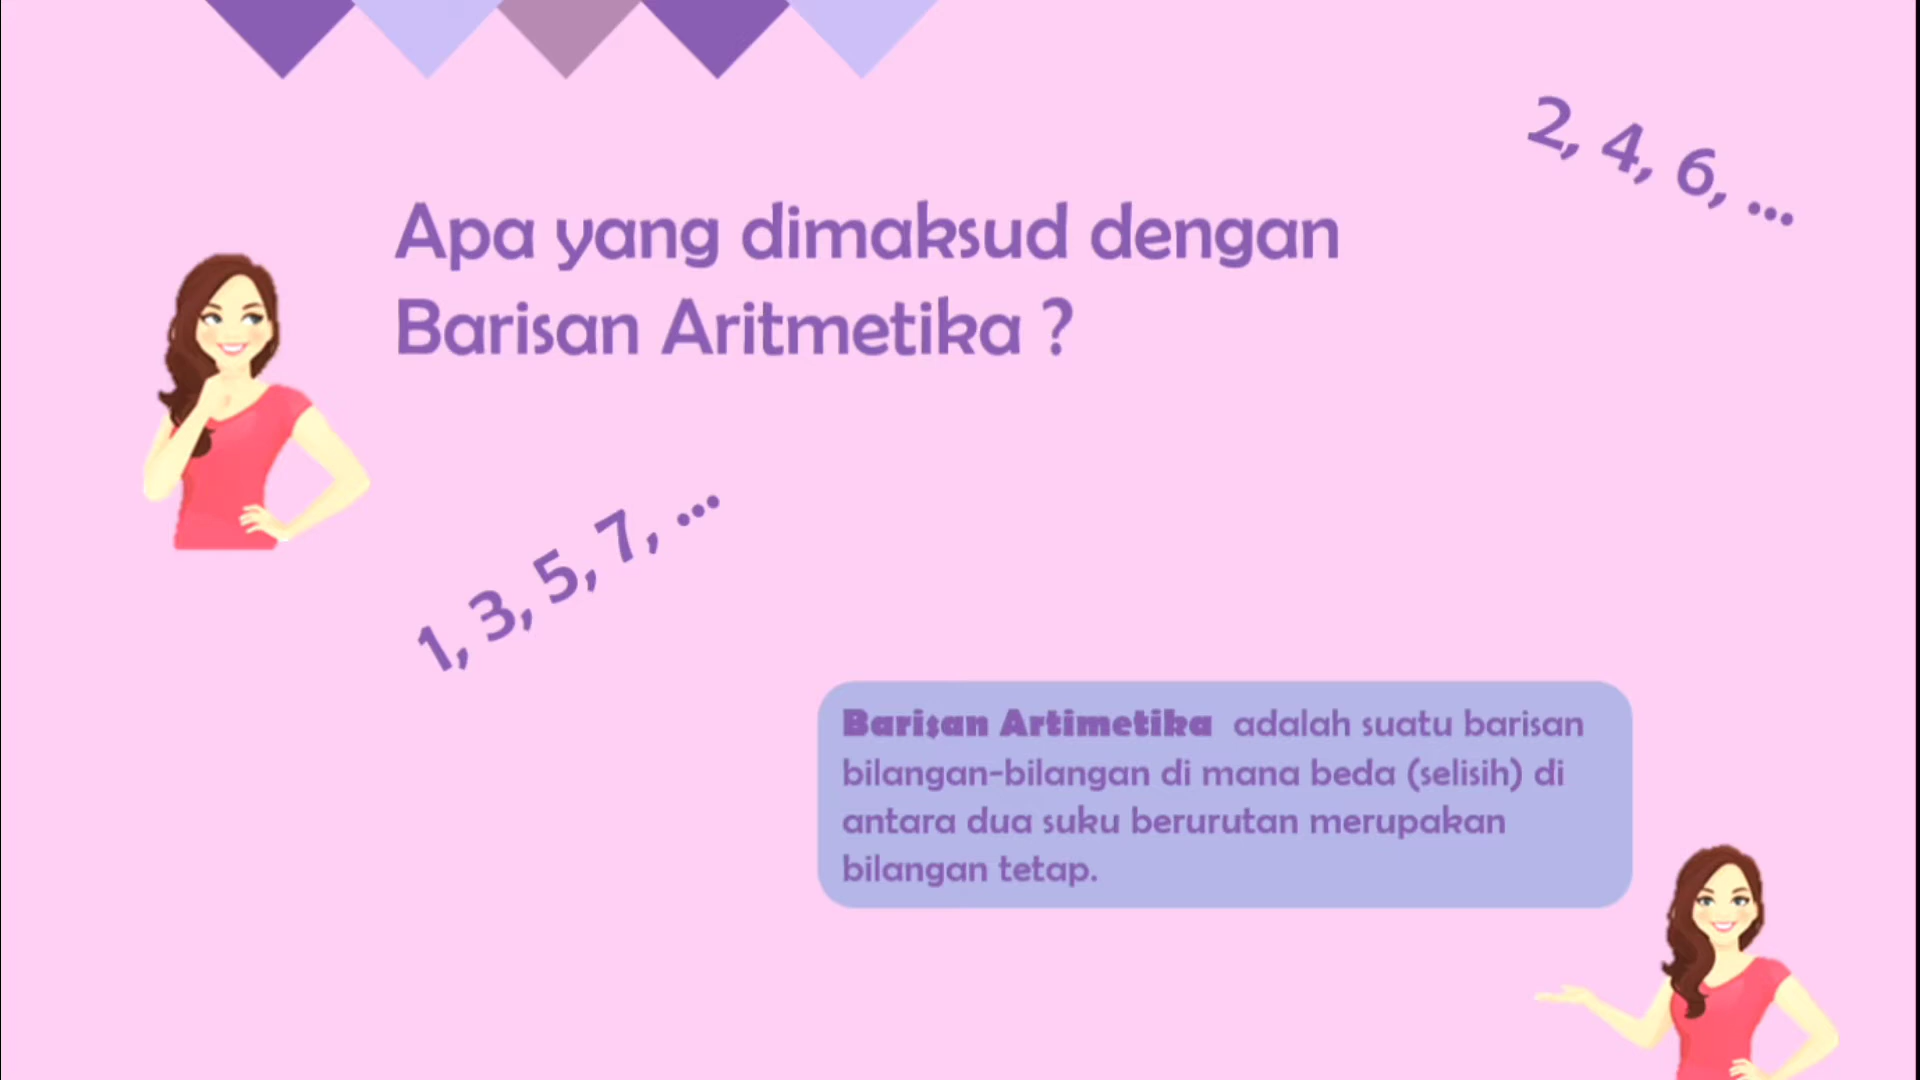 2, 4, 6, ...
Apa yang dimaksud dengan
Barisan Aritmetika ?
1, 3, 5, 7, ...
Barisan Artimetika adalah suatu barisan
bilangan-bilangan di mana beda (selisih) di
antara dua suku berurutan merupakan
bilangan tetap.